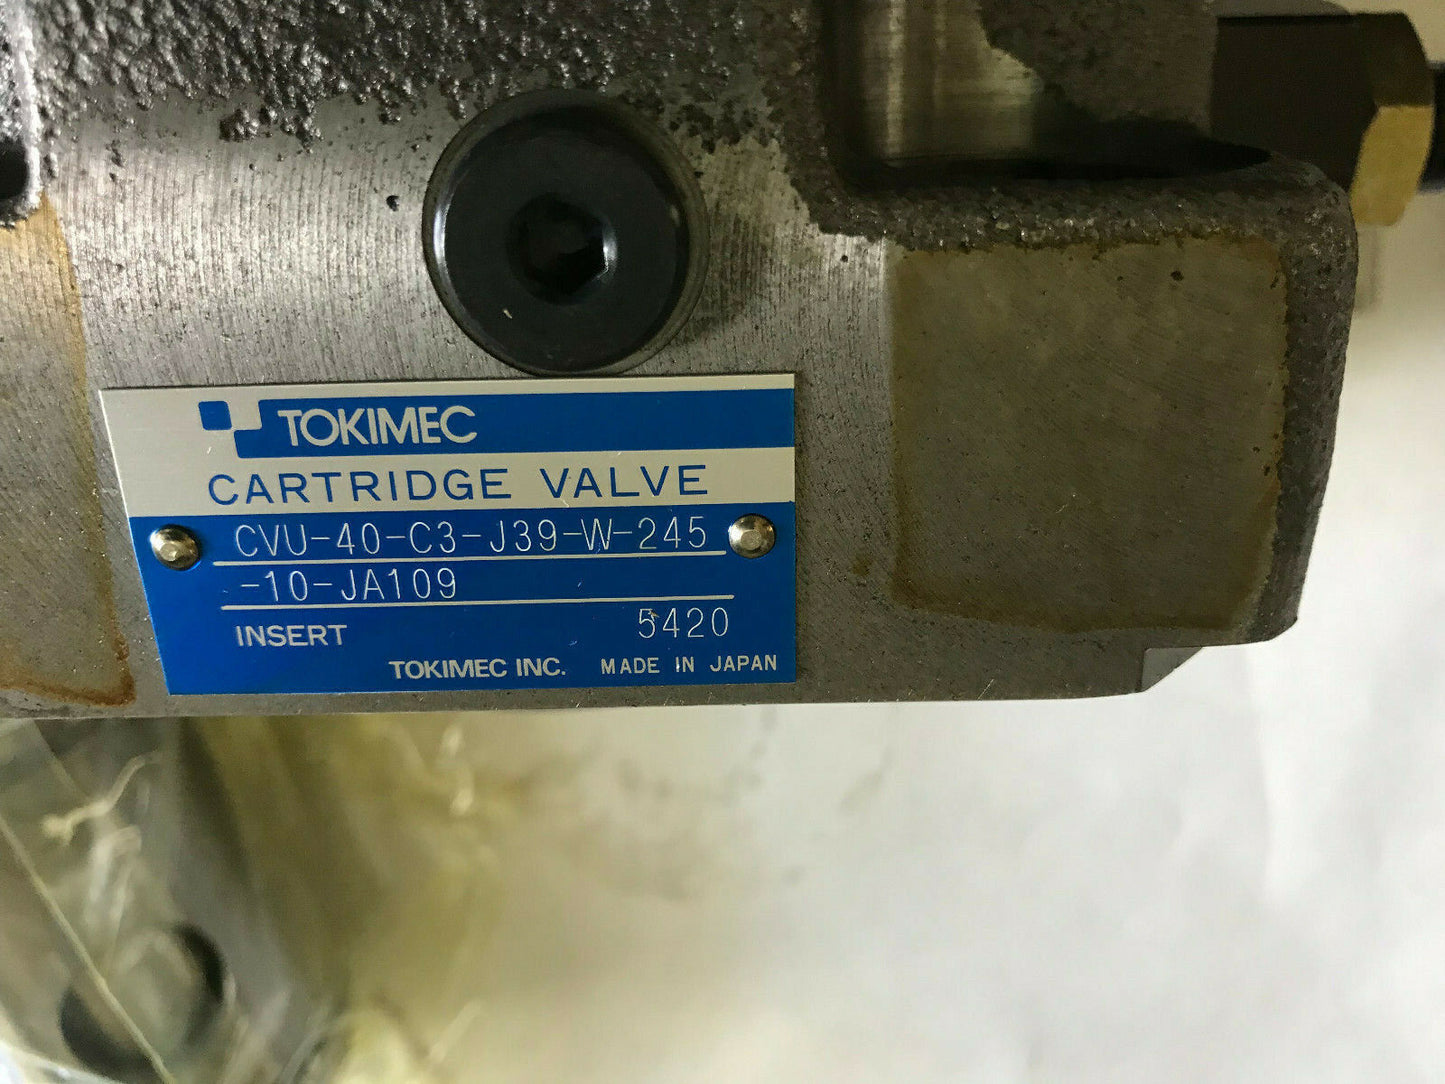 TOKIMEC
CARTRIDGE VALVE
CVU-40-C3-J39-W-245
-10-JA109
INSERT 5420
TOKIMEC INC. MADE IN JAPAN